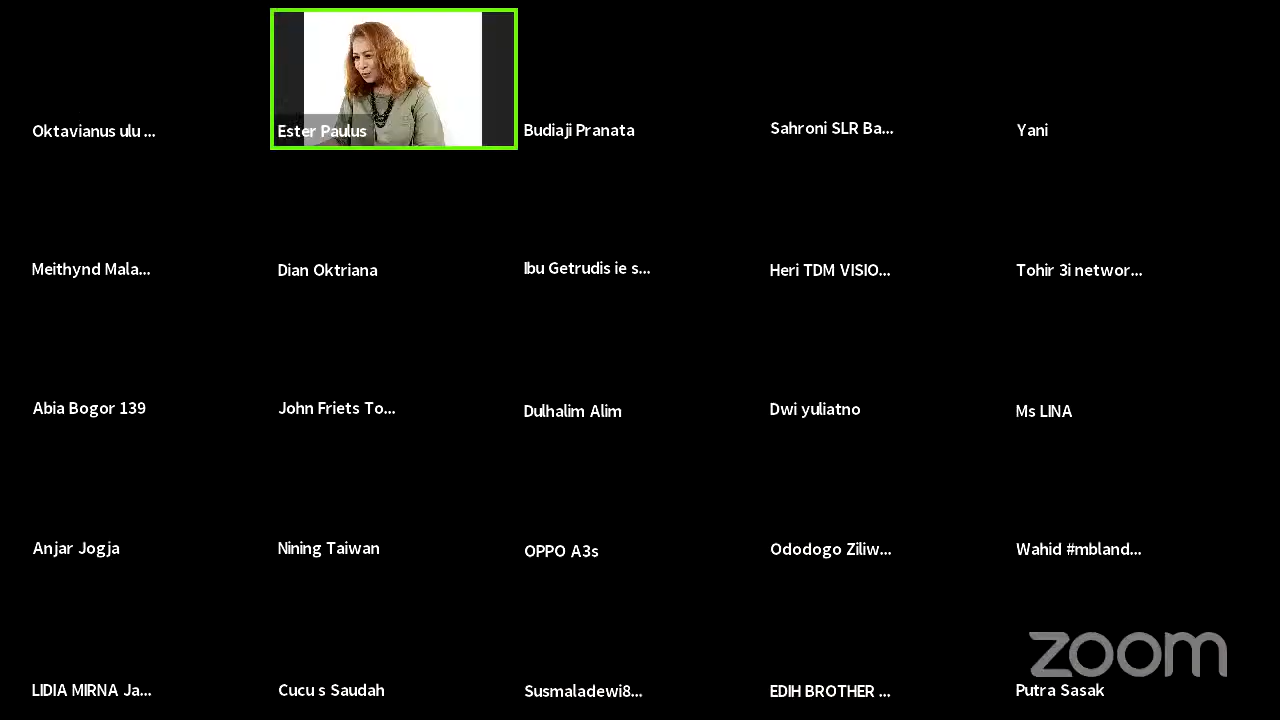 Oktavianus ulu ...
Ester Paulus
Budiaji Pranata
Sahroni SLR Ba...
Yani
Meithynd Mala...
Dian Oktriana
Ibu Getrudis ie s...
Heri TDM VISIO...
Tohir 3i networ...
Abia Bogor 139
John Friets To...
Dulhalim Alim
Dwi yuliatno
Ms LINA
Anjar Jogja
Nining Taiwan
OPPO A3s
Ododogo Ziliw...
Wahid #mbland...
zoom
LIDIA MIRNA Ja...
Cucu s Saudah
Susmaladewi8...
EDIH BROTHER ...
Putra Sasak